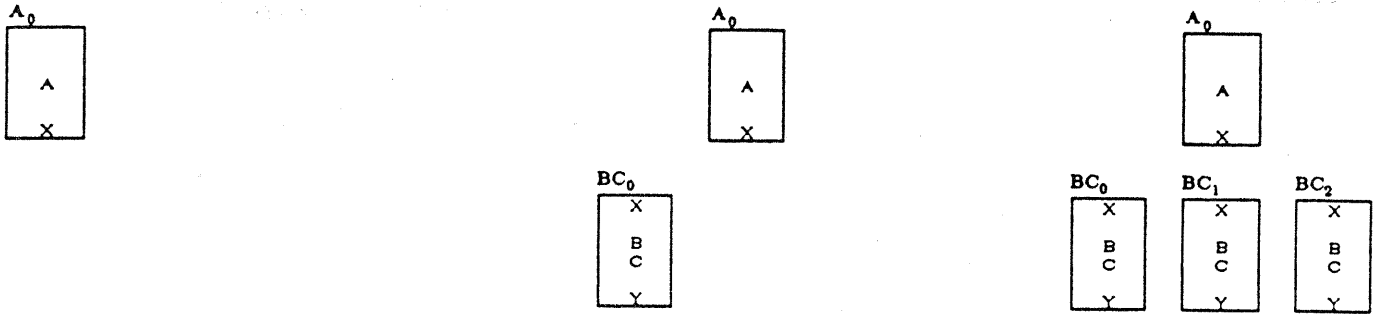 A₀ A₀ A₀
A A A
X X X
BC₀ BC₀ BC₁ BC₂
X X X X
B B B B
C C C C
Y Y Y Y